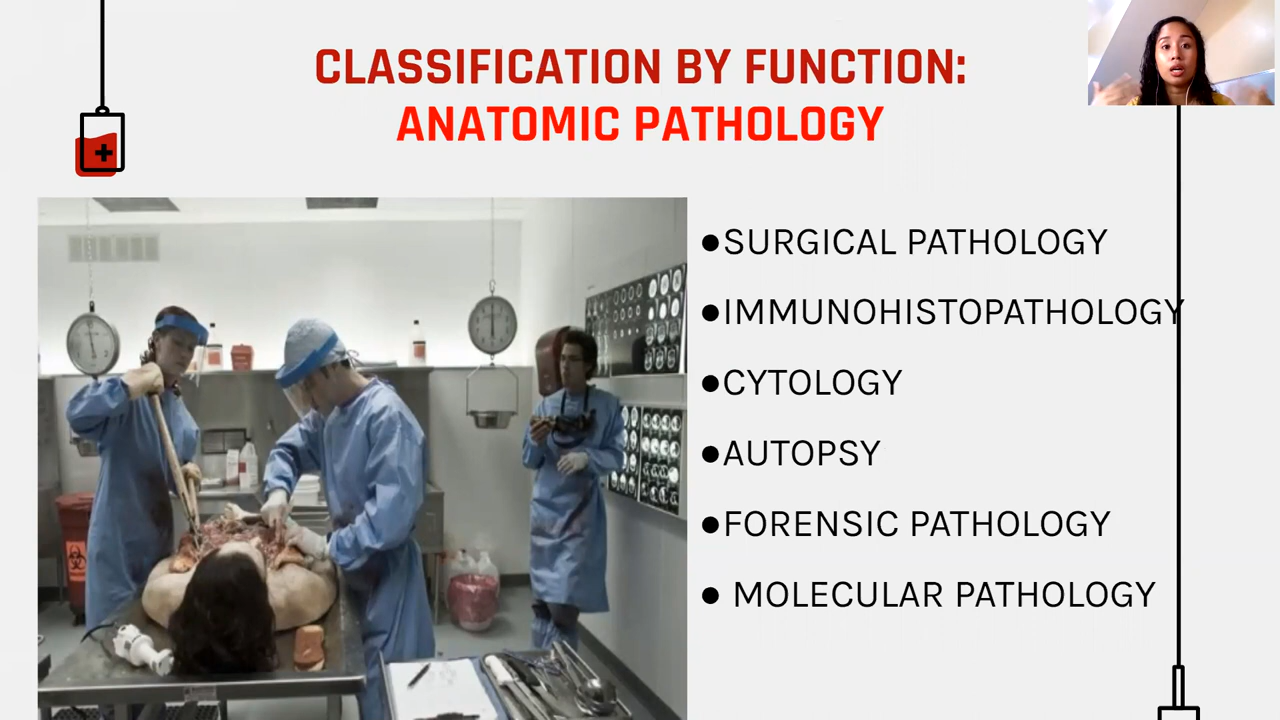 CLASSIFICATION BY FUNCTION:
ANATOMIC PATHOLOGY
●SURGICAL PATHOLOGY
●IMMUNOHISTOPATHOLOGY
●CYTOLOGY
●AUTOPSY
●FORENSIC PATHOLOGY
● MOLECULAR PATHOLOGY